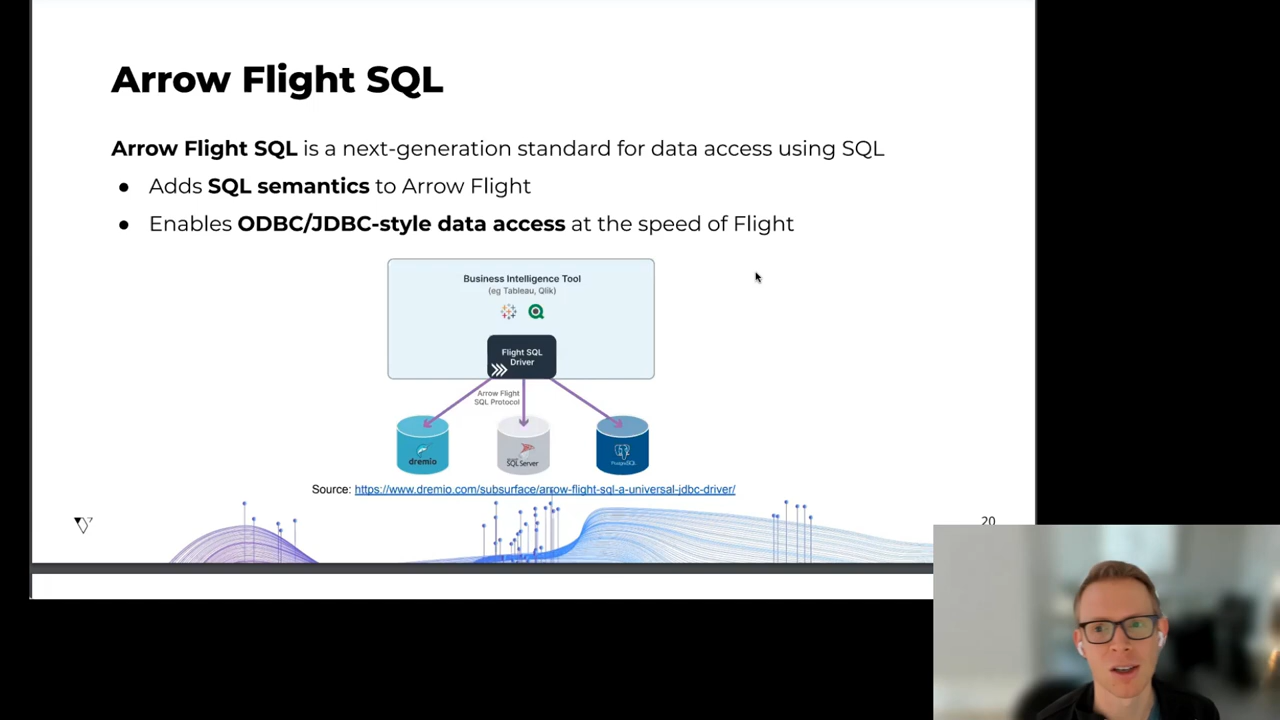 Arrow Flight SQL
Arrow Flight SQL is a next-generation standard for data access using SQL
● Adds SQL semantics to Arrow Flight
● Enables ODBC/JDBC-style data access at the speed of Flight
Business Intelligence Tool
(eg Tableau, Qlik)
Flight SQL
Driver
Arrow Flight
SQL Protocol
dremio
SQL Server
PostgreSQL
Source: https://www.dremio.com/subsurface/arrow-flight-sql-a-universal-jdbc-driver/
20